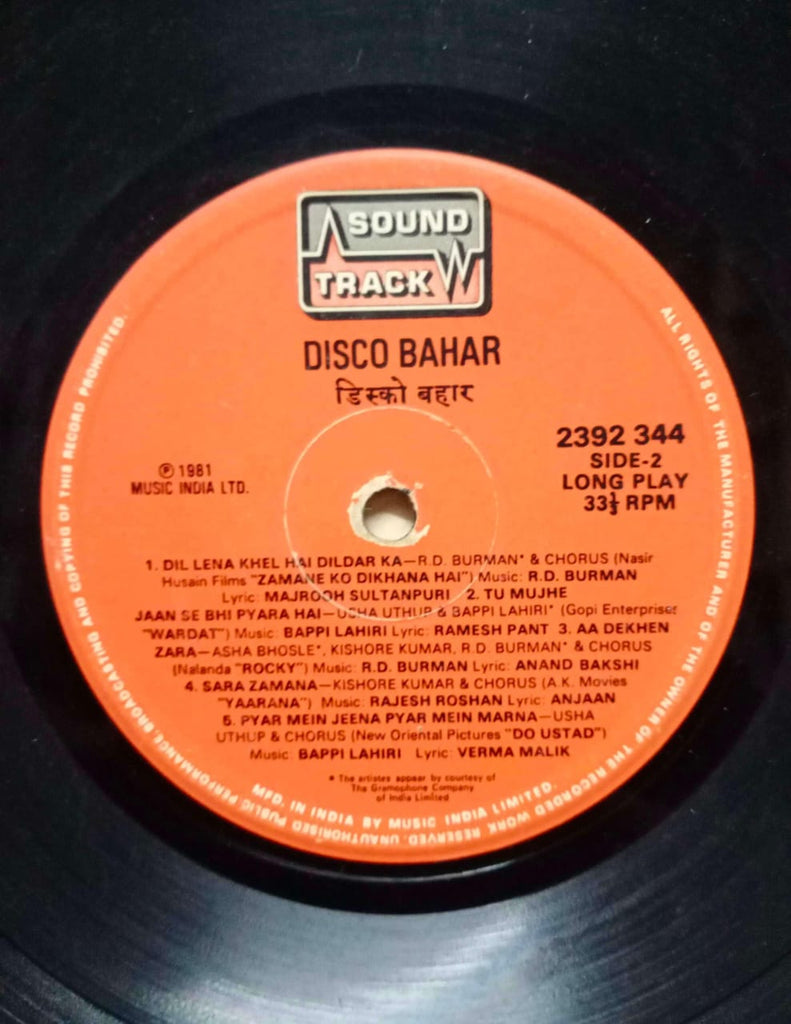 SOUND
TRACK
DISCO BAHAR
डिस्को बहार
℗ 1981
MUSIC INDIA LTD.
2392 344
SIDE-2
LONG PLAY
33⅓ RPM
1. DIL LENA KHEL HAI DILDAR KA—R.D. BURMAN* & CHORUS (Nasir
Husain Films "ZAMANE KO DIKHANA HAI") Music: R.D. BURMAN
Lyric: MAJROOH SULTANPURI 2. TU MUJHE
JAAN SE BHI PYARA HAI—USHA UTHUP & BAPPI LAHIRI* (Gopi Enterprises
"WARDAT") Music: BAPPI LAHIRI Lyric: RAMESH PANT 3. AA DEKHEN
ZARA—ASHA BHOSLE*, KISHORE KUMAR, R.D. BURMAN* & CHORUS
(Nalanda "ROCKY") Music: R.D. BURMAN Lyric: ANAND BAKSHI
4. SARA ZAMANA—KISHORE KUMAR & CHORUS (A.K. Movies
"YAARANA") Music: RAJESH ROSHAN Lyric: ANJAAN
5. PYAR MEIN JEENA PYAR MEIN MARNA—USHA
UTHUP & CHORUS (New Oriental Pictures "DO USTAD")
Music: BAPPI LAHIRI Lyric: VERMA MALIK
* The artistes appear by courtesy of
The Gramophone Company
of India Limited
MFD. IN INDIA BY MUSIC INDIA LIMITED.
ALL RIGHTS OF THE MANUFACTURER AND OF THE OWNER OF THE RECORDED WORK RESERVED. UNAUTHORISED PUBLIC PERFORMANCE, BROADCASTING AND COPYING OF THIS RECORD PROHIBITED.